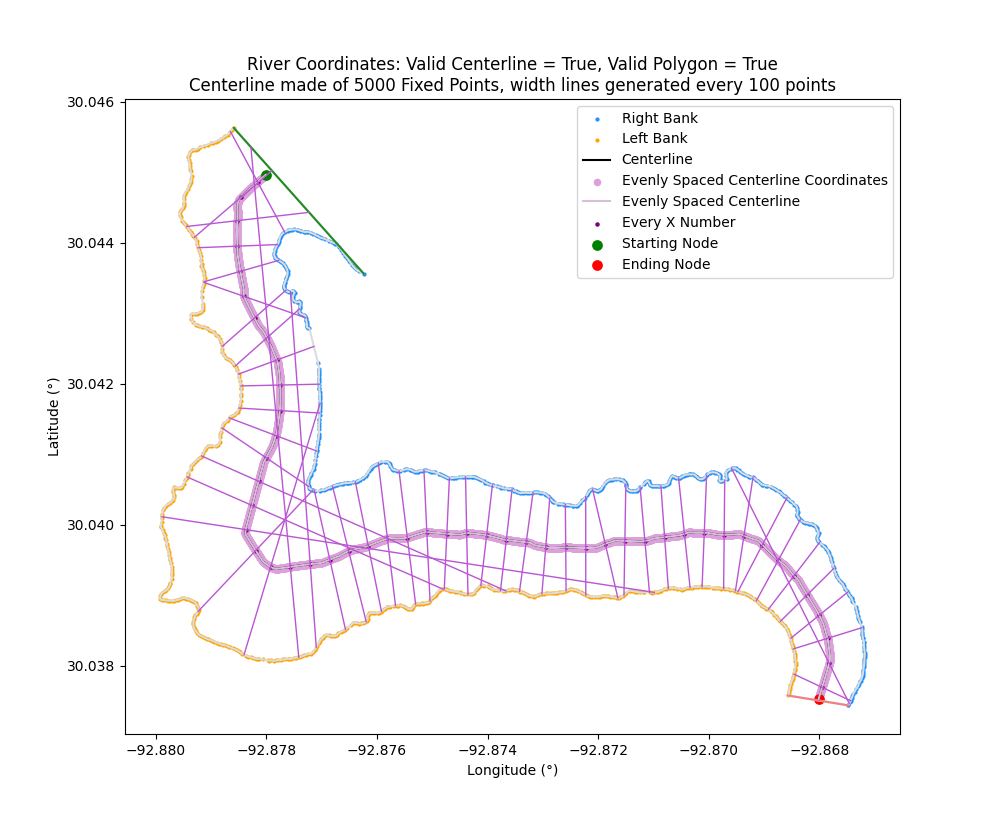 River Coordinates: Valid Centerline = True, Valid Polygon = True
Centerline made of 5000 Fixed Points, width lines generated every 100 points
30.046
30.044
30.042
30.040
30.038
Latitude (°)
Right Bank
Left Bank
Centerline
Evenly Spaced Centerline Coordinates
Evenly Spaced Centerline
Every X Number
Starting Node
Ending Node
−92.880 −92.878 −92.876 −92.874 −92.872 −92.870 −92.868
Longitude (°)